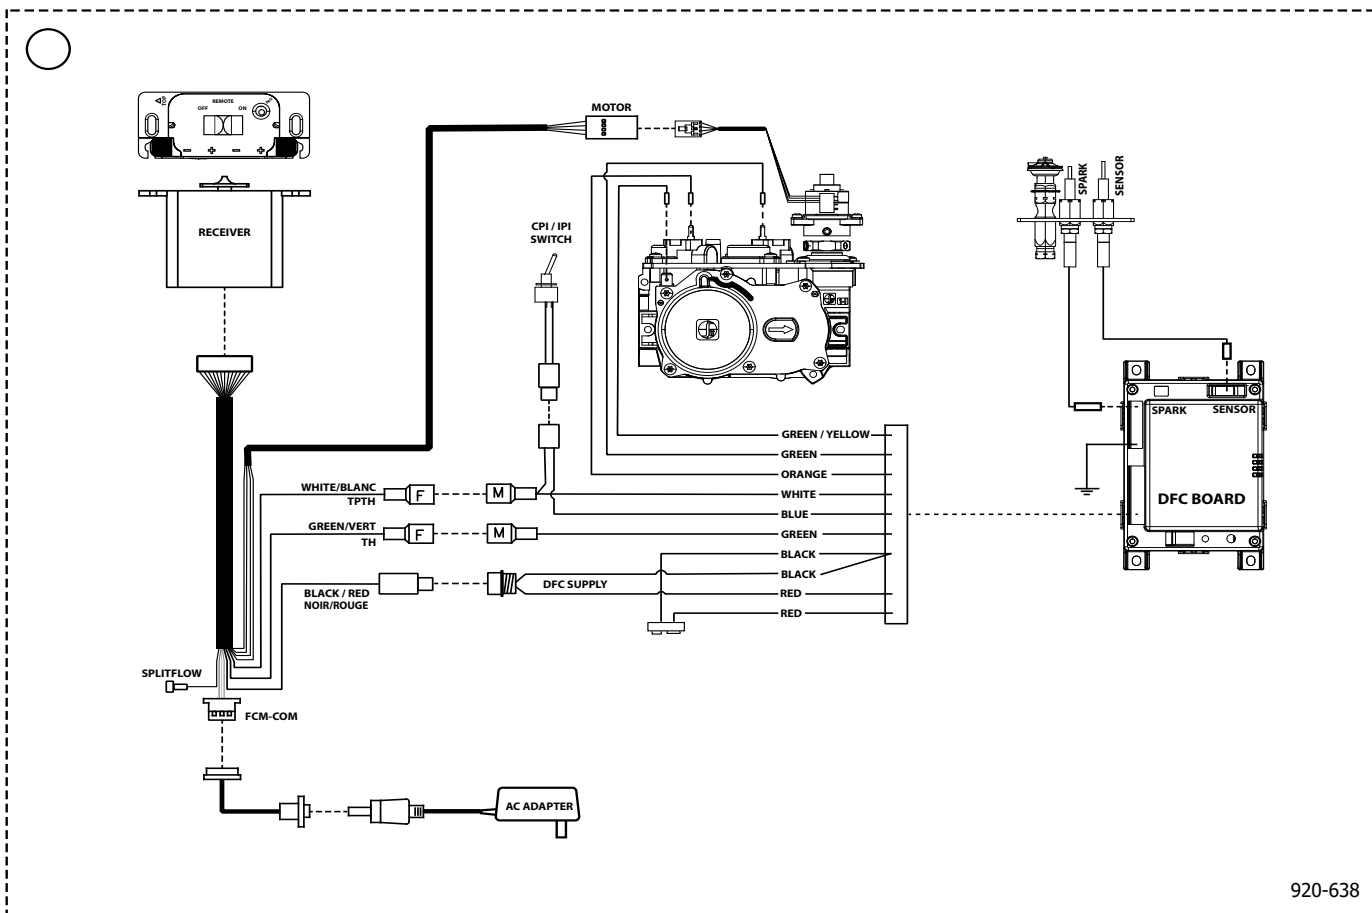 TOP
REMOTE
OFF
ON
- + - +
RECEIVER
MOTOR
CPI / IPI
SWITCH
SPARK
SENSOR
SPARK
SENSOR
DFC BOARD
GREEN / YELLOW
GREEN
ORANGE
WHITE
BLUE
GREEN
BLACK
BLACK
RED
RED
WHITE/BLANC
TPTH
F
M
GREEN/VERT
TH
F
M
BLACK / RED
NOIR/ROUGE
DFC SUPPLY
SPLITFLOW
FCM-COM
AC ADAPTER
920-638